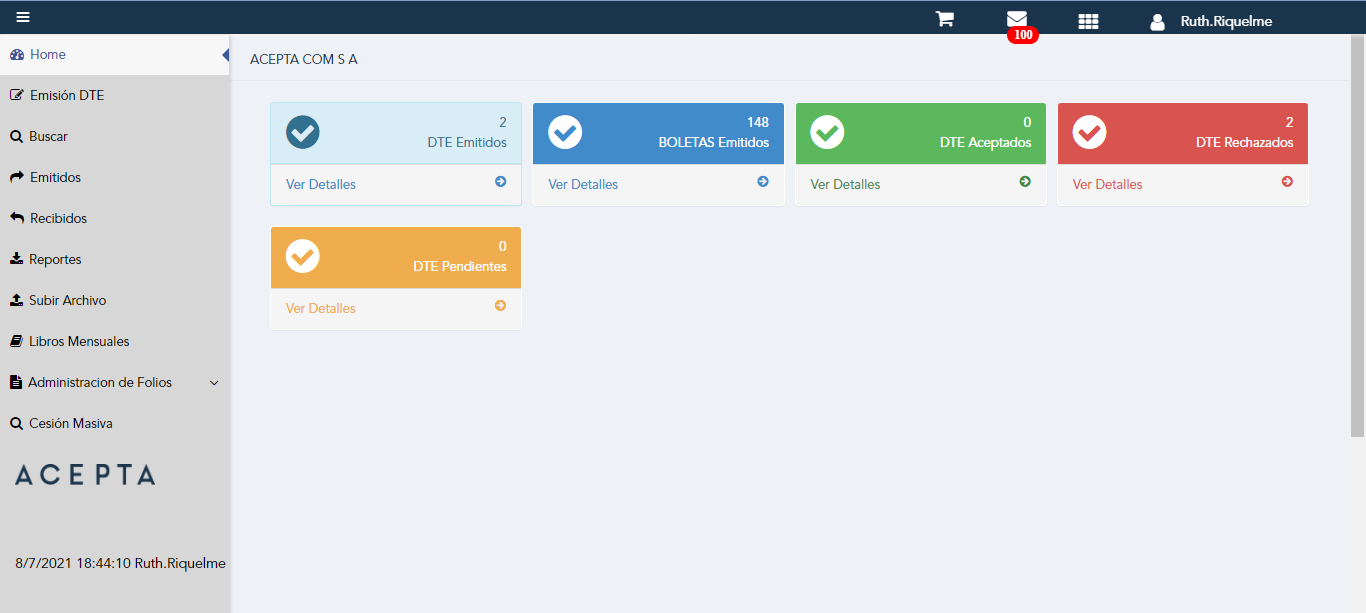 100
Ruth.Riquelme
Home
ACEPTA COM S A
Emisión DTE
Buscar
Emitidos
Recibidos
Reportes
Subir Archivo
Libros Mensuales
Administracion de Folios
Cesión Masiva
ACEPTA
8/7/2021 18:44:10 Ruth.Riquelme
2
DTE Emitidos
Ver Detalles
148
BOLETAS Emitidos
Ver Detalles
0
DTE Aceptados
Ver Detalles
2
DTE Rechazados
Ver Detalles
0
DTE Pendientes
Ver Detalles